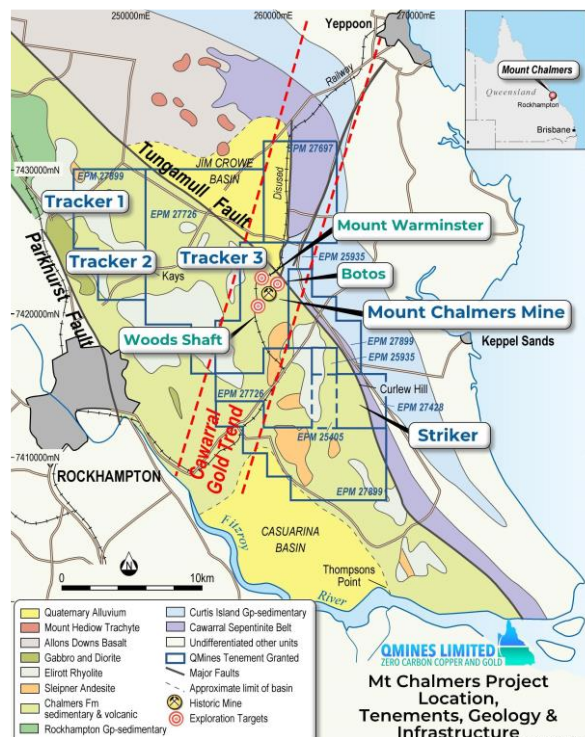 250000mE
260000mE
270000mE
Yeppoon
Mount Chalmers
Queensland
Rockhampton
Brisbane
Railway
7430000mN
EPM 27899
Tungamull Fault
JIM CROWE
BASIN
EPM 27697
Disused
Tracker 1
EPM 27726
Mount Warminster
Parkhurst Fault
Tracker 2
Kays
Tracker 3
EPM 25935
Botos
Mount Chalmers Mine
7420000mN
Woods Shaft
Keppel Sands
EPM 27899
EPM 25935
Curlew Hill
EPM 27726
EPM 27428
Cawarral
Gold Trend
Striker
EPM 25405
7410000mN
ROCKHAMPTON
EPM 27899
Fitzroy
River
CASUARINA
BASIN
Thompsons
Point
N
0
10km
Quaternary Alluvium
Mount Hediow Trachyte
Allons Downs Basalt
Gabbro and Diorite
Elirott Rhyolite
Sleipner Andesite
Chalmers Fm
sedimentary & volcanic
Rockhampton Gp-sedimentary
Curtis Island Gp-sedimentary
Cawarral Sepentinite Belt
Undifferentiated other units
QMines Tenement Granted
Major Faults
Approximate limit of basin
Historic Mine
Exploration Targets
QMINES LIMITED
ZERO CARBON COPPER AND GOLD
Mt Chalmers Project
Location,
Tenements, Geology &
Infrastructure